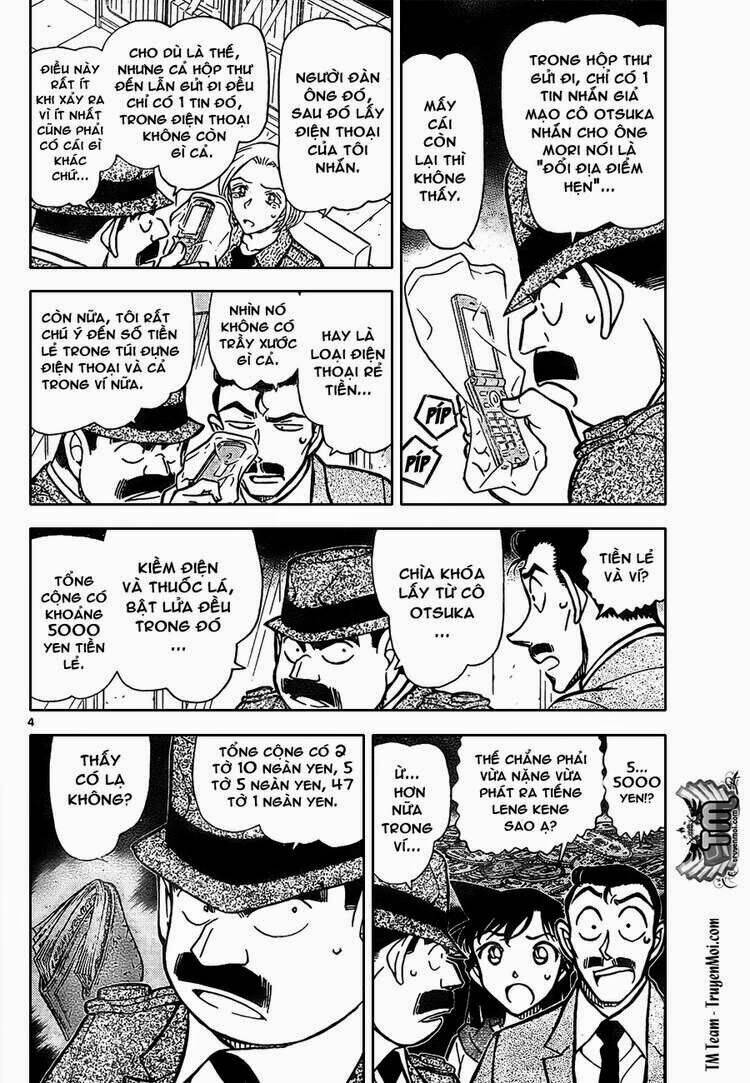 TRONG HỘP THƯ
GỬI ĐI, CHỈ CÓ 1
TIN NHẮN GIẢ
MẠO CÔ OTSUKA
NHẮN CHO ÔNG
MORI NÓI LÀ
"ĐỔI ĐỊA ĐIỂM
HẸN"...
MẤY
CÁI
CÒN
LẠI THÌ
KHÔNG
THẤY.
PÍP
PÍP
NGƯỜI ĐÀN
ÔNG ĐÓ,
SAU ĐÓ LẤY
ĐIỆN THOẠI
CỦA TÔI
NHẮN.
CHO DÙ LÀ THẾ,
NHƯNG CẢ HỘP THƯ
ĐẾN LẪN GỬI ĐI ĐỀU
CHỈ CÓ 1 TIN ĐÓ,
TRONG ĐIỆN THOẠI
KHÔNG CÒN
GÌ CẢ.
ĐIỀU NÀY
RẤT ÍT
KHI XẢY RA
VÌ ÍT NHẤT
CŨNG PHẢI
CÓ CÁI GÌ
KHÁC
CHỨ...
HAY LÀ
LOẠI ĐIỆN
THOẠI RẺ
TIỀN...
NHÌN NÓ
KHÔNG CÓ
TRẦY XƯỚC
GÌ CẢ.
CÒN NỮA, TÔI RẤT
CHÚ Ý ĐẾN SỐ TIỀN
LẺ TRONG TÚI ĐỰNG
ĐIỆN THOẠI VÀ CẢ
TRONG VÍ NỮA.
TIỀN LẺ
VÀ VÍ?
CHÌA KHÓA
LẤY TỪ CÔ
OTSUKA
KIỀM ĐIỆN
VÀ THUỐC LÁ,
BẬT LỬA ĐỀU
TRONG ĐÓ
...
TỔNG
CỘNG CÓ
KHOẢNG
5000
YEN TIỀN
LẺ.
4
5...
5000
YEN!?
THẾ CHẲNG PHẢI
VỪA NẶNG VỪA
PHÁT RA TIẾNG
LENG KENG
SAO Ạ?
Ừ...
HƠN
NỮA
TRONG
VÍ...
TỔNG CỘNG CÓ 2
TỜ 10 NGÀN YEN, 5
TỜ 5 NGÀN YEN, 47
TỜ 1 NGÀN YEN.
THẤY
CÓ LẠ
KHÔNG?
TM
truyenmoi.com
TM Team - TruyenMoi.com